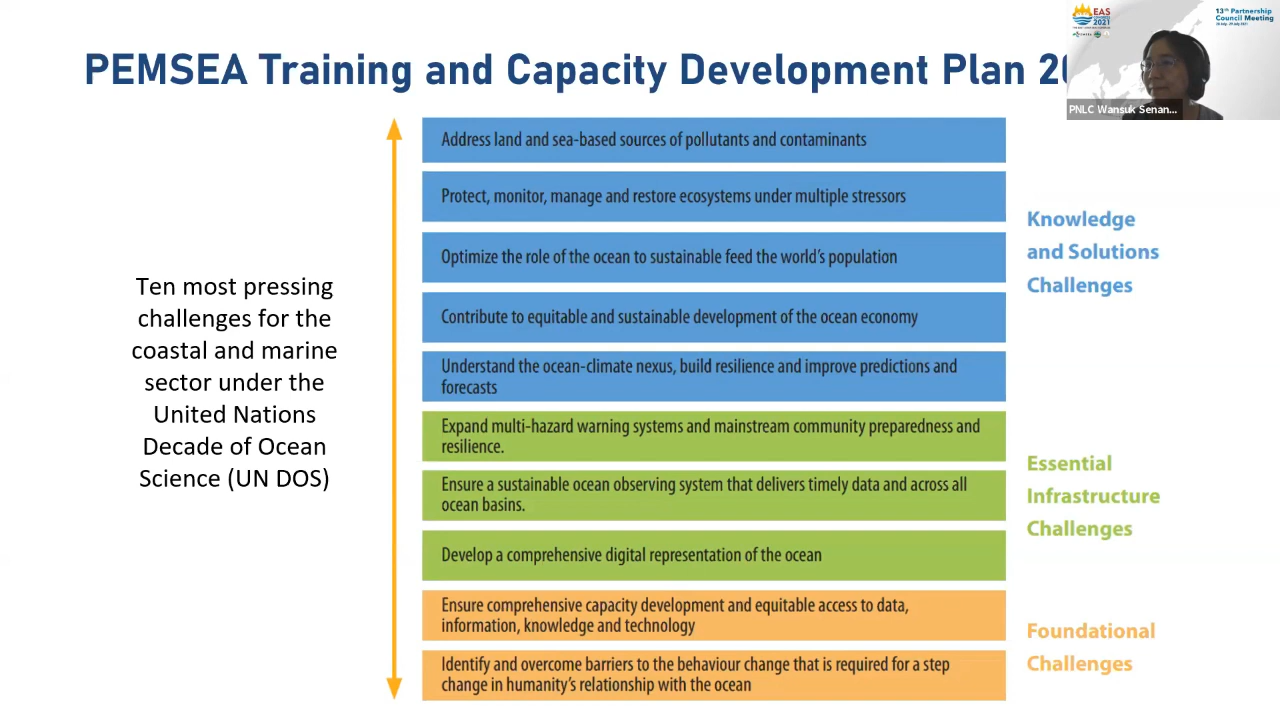 EAS
CONGRESS
2021
13th Partnership
Council Meeting
PEMSEA Training and Capacity Development Plan 20
PNLC Wansuk Senan...
Ten most pressing
challenges for the
coastal and marine
sector under the
United Nations
Decade of Ocean
Science (UN DOS)
Address land and sea-based sources of pollutants and contaminants
Protect, monitor, manage and restore ecosystems under multiple stressors
Optimize the role of the ocean to sustainable feed the world's population
Contribute to equitable and sustainable development of the ocean economy
Understand the ocean-climate nexus, build resilience and improve predictions and
forecasts
Knowledge
and Solutions
Challenges
Expand multi-hazard warning systems and mainstream community preparedness and
resilience.
Ensure a sustainable ocean observing system that delivers timely data and across all
ocean basins.
Develop a comprehensive digital representation of the ocean
Essential
Infrastructure
Challenges
Ensure comprehensive capacity development and equitable access to data,
information, knowledge and technology
Identify and overcome barriers to the behaviour change that is required for a step
change in humanity's relationship with the ocean
Foundational
Challenges